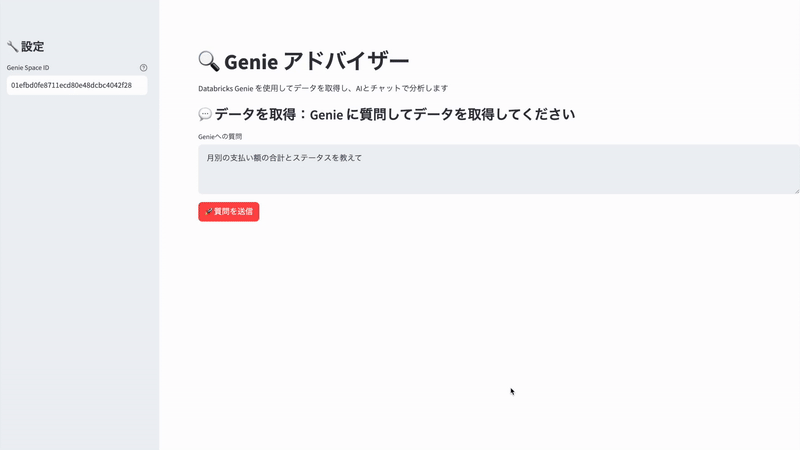 設定
Genie Space ID
01efbd0fe8711ecd80e48dcbc4042f28
Genie アドバイザー
Databricks Genie を使用してデータを取得し、AIとチャットで分析します
データを取得：Genie に質問してデータを取得してください
Genieへの質問
月別の支払い額の合計とステータスを教えて
質問を送信